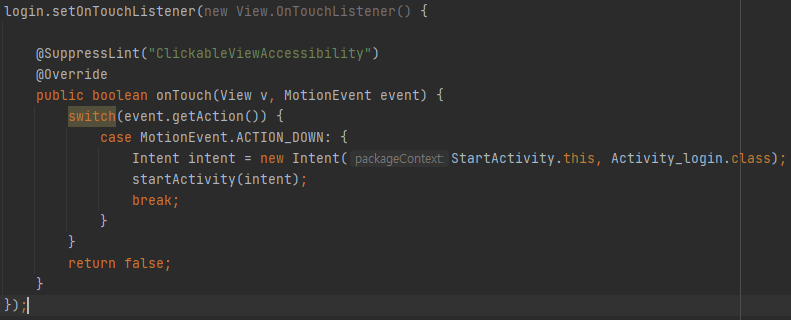 login.setOnTouchListener(new View.OnTouchListener() {
@SuppressLint("ClickableViewAccessibility")
@Override
public boolean onTouch(View v, MotionEvent event) {
switch(event.getAction()) {
case MotionEvent.ACTION_DOWN: {
Intent intent = new Intent( packageContext: StartActivity.this, Activity_login.class);
startActivity(intent);
break;
}
}
return false;
}
});